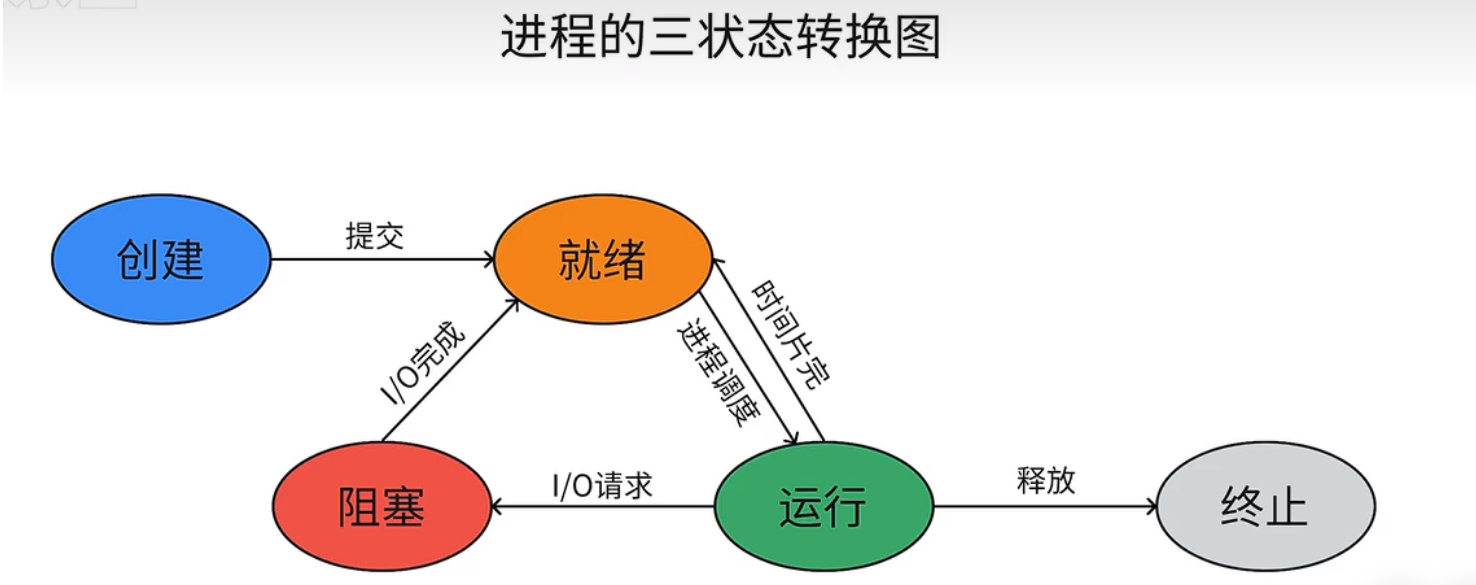 进程的三状态转换图
创建
提交
就绪
I/O完成
进程调度
时间片完
阻塞
I/O请求
运行
释放
终止